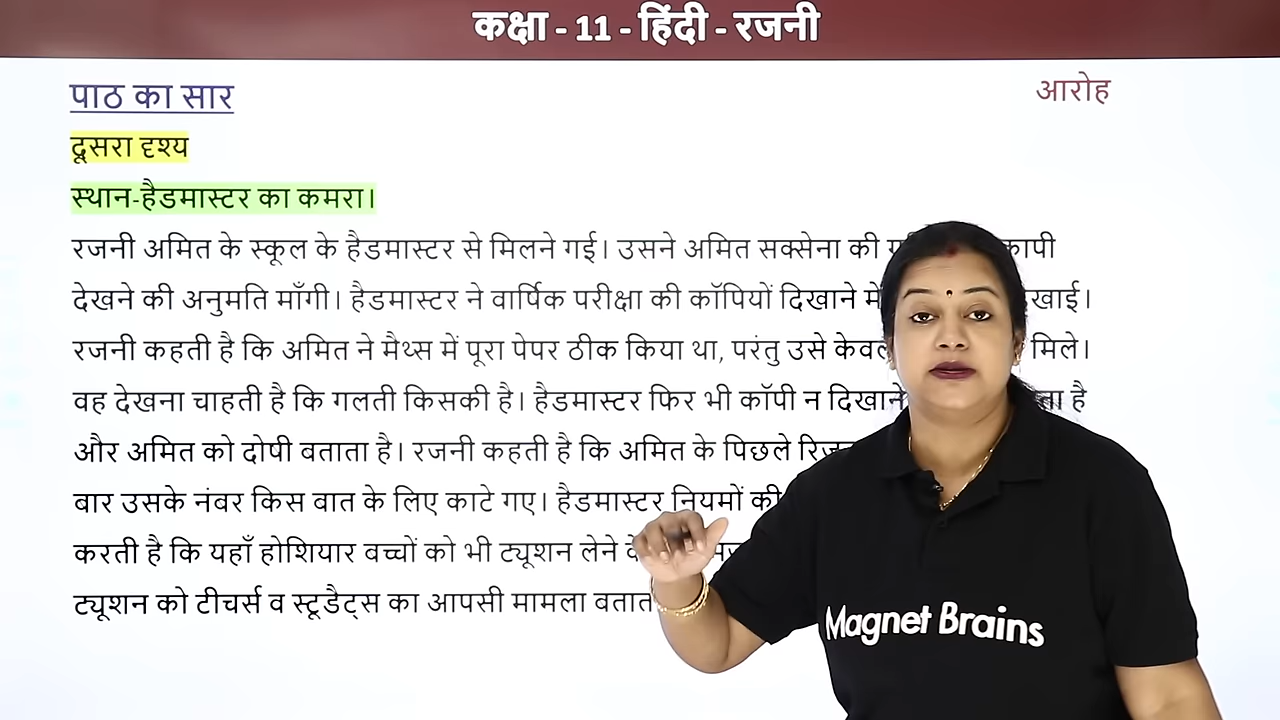 कक्षा - 11 - हिंदी - रजनी
पाठ का सार
आरोह
दूसरा दृश्य
स्थान-हैडमास्टर का कमरा।
रजनी अमित के स्कूल के हैडमास्टर से मिलने गई। उसने अमित सक्सेना की कापी
देखने की अनुमति माँगी। हैडमास्टर ने वार्षिक परीक्षा की कॉपियों दिखाने
रजनी कहती है कि अमित ने मैथ्स में पूरा पेपर ठीक किया था, परंतु उसे मिले।
वह देखना चाहती है कि गलती किसकी है। हैडमास्टर फिर भी कॉपी न दिखाने है
और अमित को दोषी बताता है। रजनी कहती है कि अमित के पिछले
बार उसके नंबर किस बात के लिए काटे गए। हैडमास्टर नियमों की
करती है कि यहाँ होशियार बच्चों को भी ट्यूशन लेने
ट्यूशन को टीचर्स व स्टूडैट्स का आपसी मामला
Magnet Brains